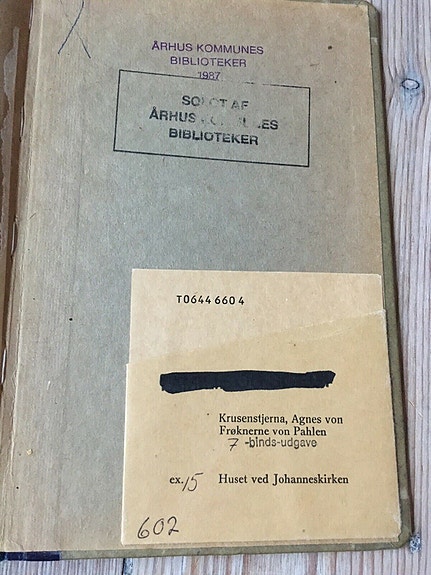 ÅRHUS KOMMUNES
BIBLIOTEKER
1987
SOLGT AF
ÅRHUS KOMMUNES
BIBLIOTEKER
T0644 660 4
Krusenstjerna, Agnes von
Frøknerne von Pahlen
7 -binds-udgave
ex. 15 Huset ved Johanneskirken
602